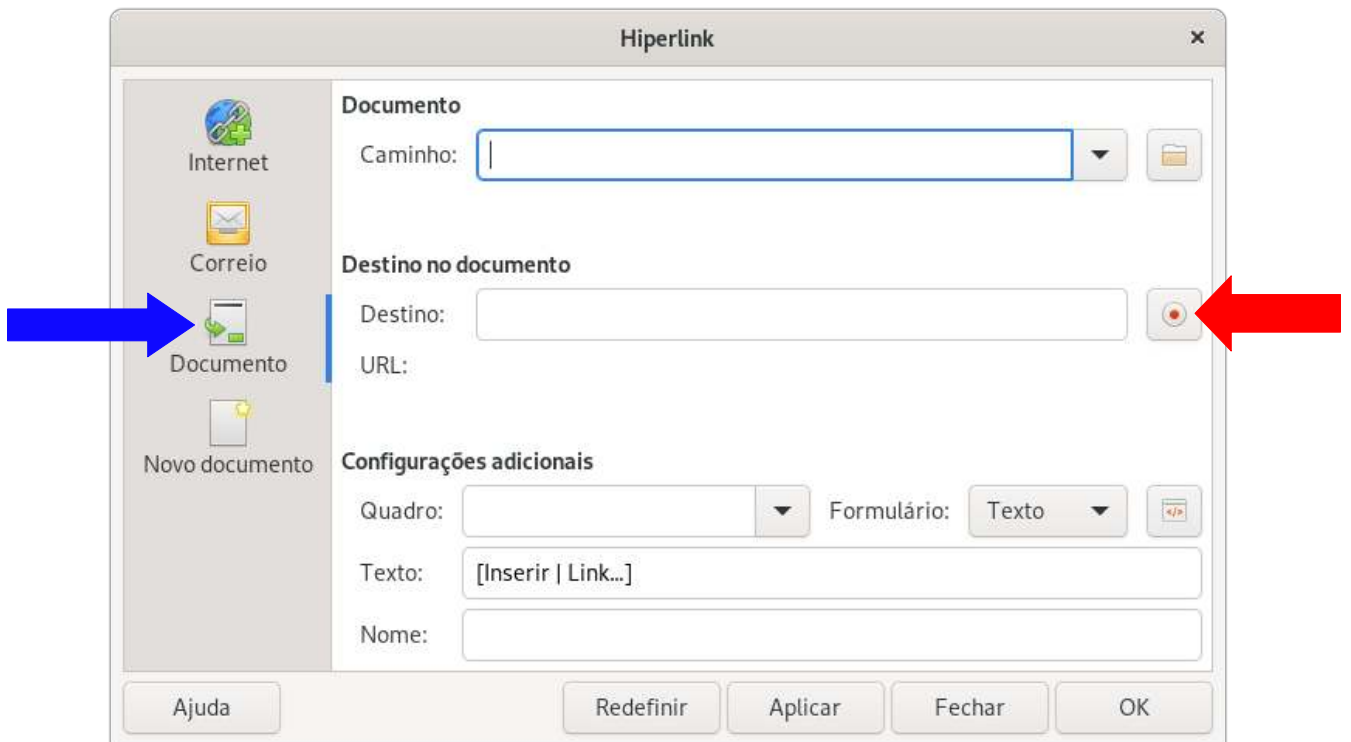 Hiperlink
Internet
Correio
Documento
Novo documento
Documento
Caminho:
Destino no documento
Destino:
URL:
Configurações adicionais
Quadro:
Formulário: Texto
Texto: [Inserir | Link...]
Nome:
Ajuda Redefinir Aplicar Fechar OK